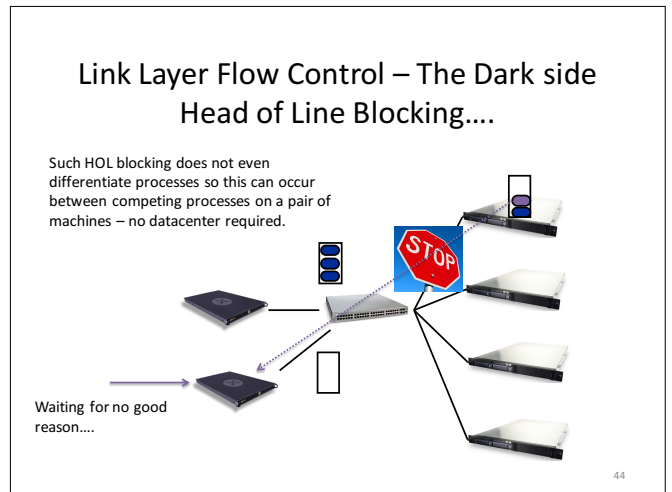 Link Layer Flow Control – The Dark side
Head of Line Blocking….
Such HOL blocking does not even
differentiate processes so this can occur
between competing processes on a pair of
machines – no datacenter required.
STOP
Waiting for no good
reason….
44